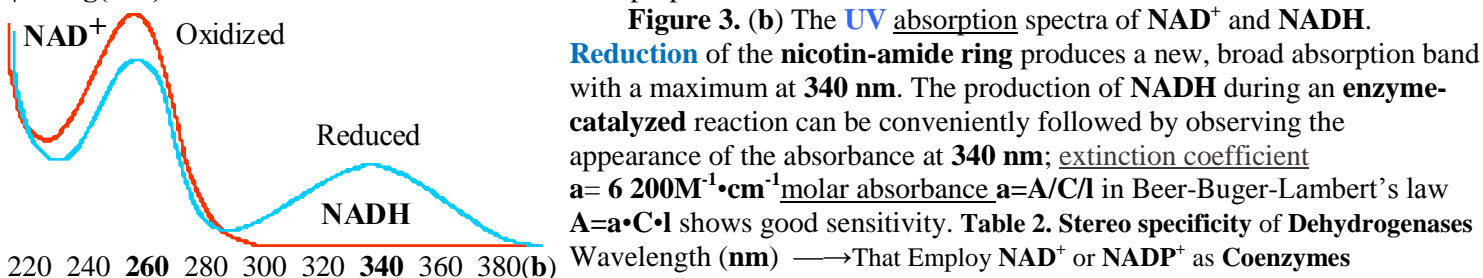 NAD+ Oxidized
Reduced
NADH
220 240 260 280 300 320 340 360 380(b)
Figure 3. (b) The UV absorption spectra of NAD+ and NADH.
Reduction of the nicotin-amide ring produces a new, broad absorption band
with a maximum at 340 nm. The production of NADH during an enzyme-
catalyzed reaction can be conveniently followed by observing the
appearance of the absorbance at 340 nm; extinction coefficient
a= 6 200M⁻¹•cm⁻¹molar absorbance a=A/C/l in Beer-Buger-Lambert’s law
A=a•C•l shows good sensitivity. Table 2. Stereo specificity of Dehydrogenases
Wavelength (nm) —→That Employ NAD+ or NADP+ as Coenzymes